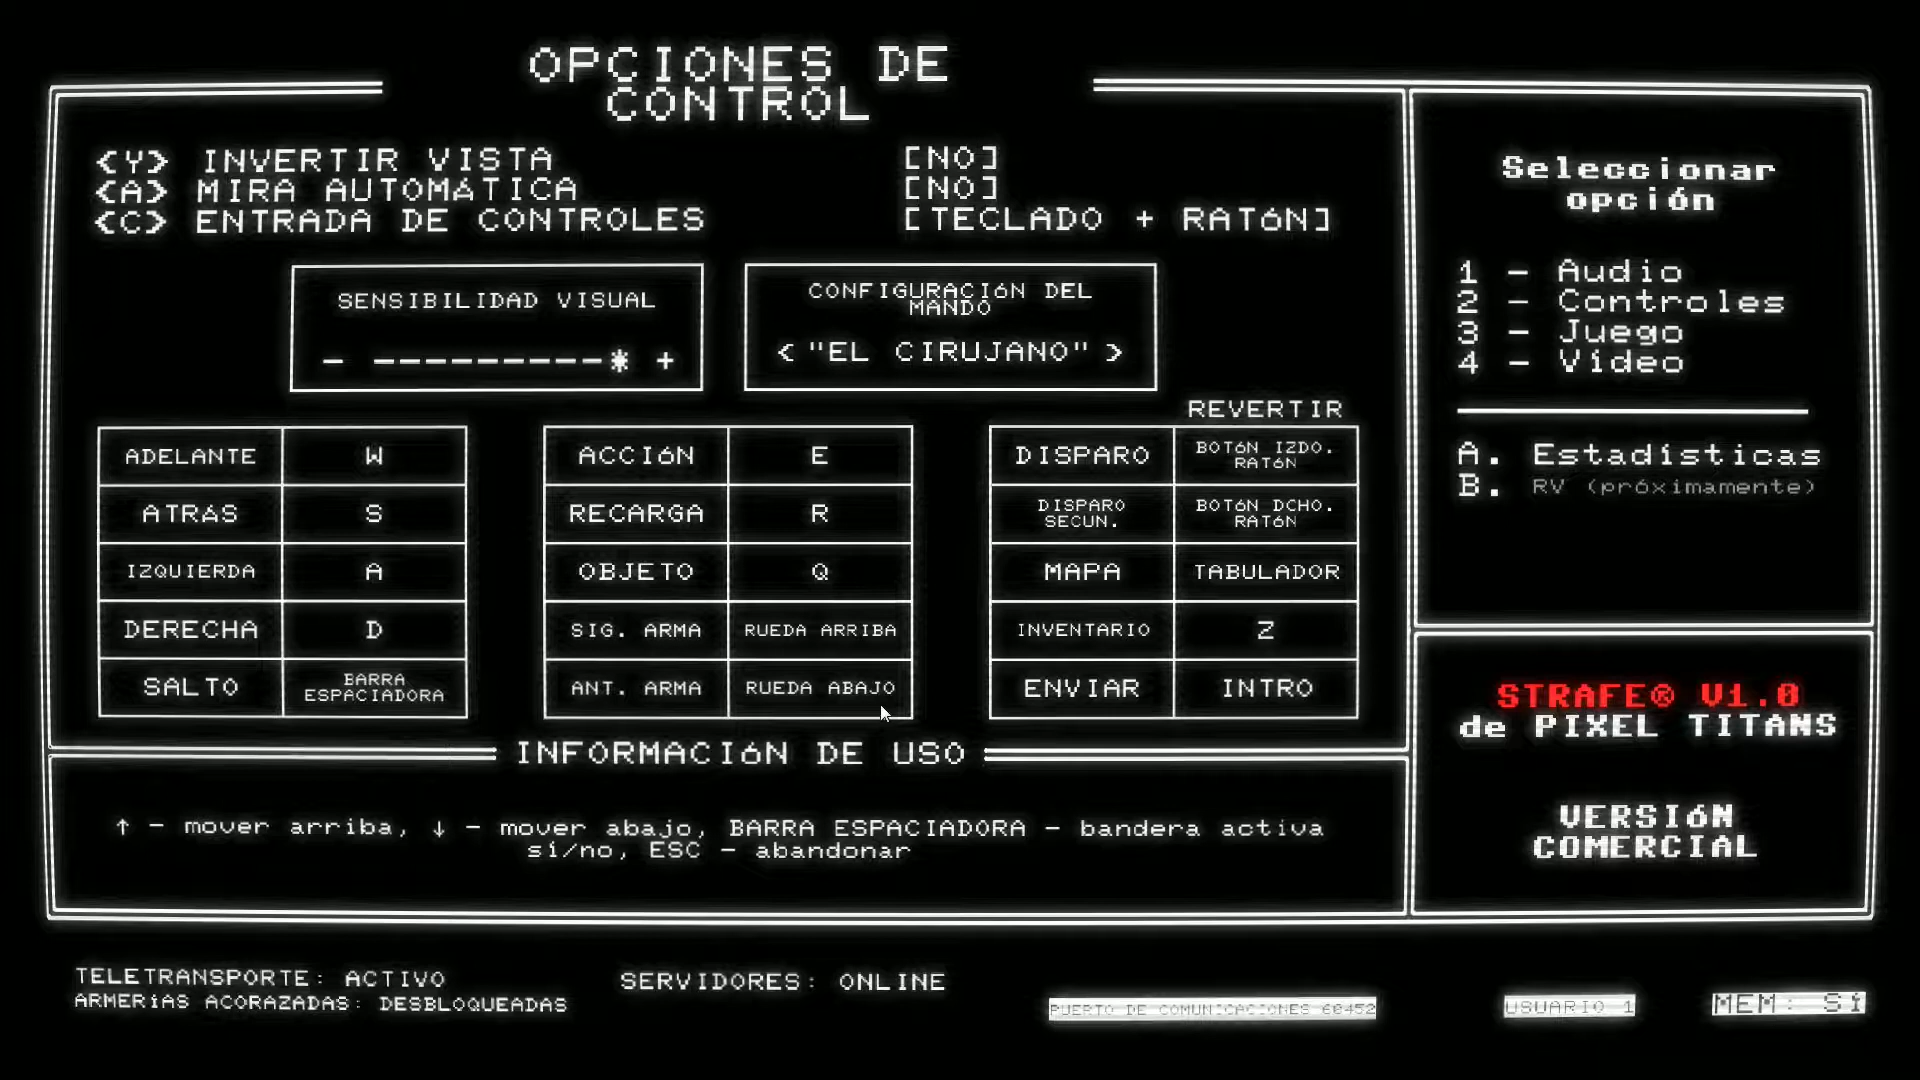 OPCIONES DE
CONTROL
<Y> INVERTIR VISTA [NO]
<A> MIRA AUTOMáTICA [NO]
<C> ENTRADA DE CONTROLES [TECLADO + RATóN]
SENSIBILIDAD VISUAL
- ----------* +
CONFIGURACIóN DEL
MANDO
< "EL CIRUJANO" >
REVERTIR
ADELANTE W
ATRáS S
IZQUIERDA A
DERECHA D
SALTO BARRA
ESPACIADORA
ACCIóN E
RECARGA R
OBJETO Q
SIG. ARMA RUEDA ARRIBA
ANT. ARMA RUEDA ABAJO
DISPARO BOTóN IZDO.
RATóN
DISPARO
SECUN. BOTóN DCHO.
RATóN
MAPA TABULADOR
INVENTARIO Z
ENVIAR INTRO
INFORMACIóN DE USO
↑ - mover arriba, ↓ - mover abajo, BARRA ESPACIADORA - bandera activa
sí/no, ESC - abandonar
Seleccionar
opción
1 - Audio
2 - Controles
3 - Juego
4 - Vídeo
A. Estadísticas
B. RV (próximamente)
STRAFE® V1.0
de PIXEL TITANS
VERSIóN
COMERCIAL
TELETRANSPORTE: ACTIVO
ARMERíAS ACORAZADAS: DESBLOQUEADAS
SERVIDORES: ONLINE
PUERTO DE COMUNICACIONES 60452
USUARIO 1
MEM: Sí